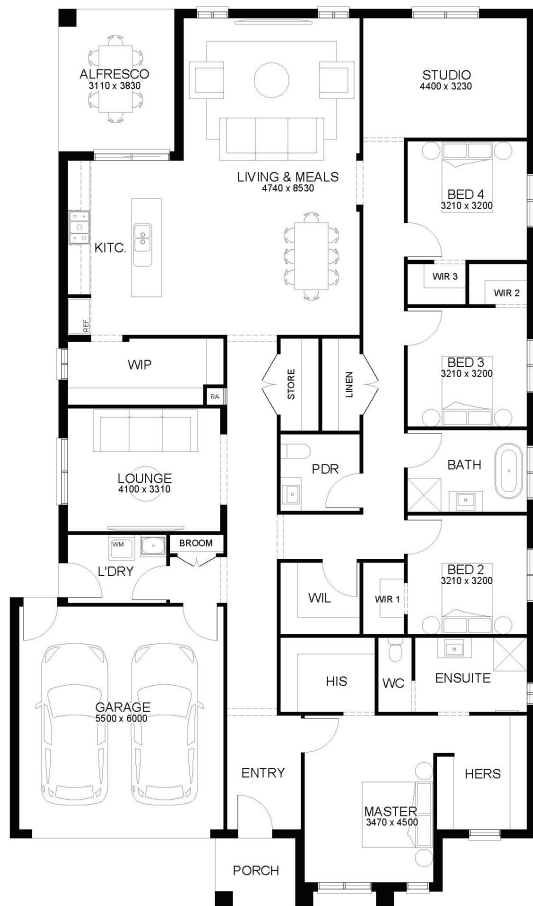 ALFRESCO
3110 x 3830
STUDIO
4400 x 3230
LIVING & MEALS
4740 x 8530
BED 4
3210 x 3200
KITC.
WIR 3
WIR 2
REF
WIP
RA
STORE
LINEN
BED 3
3210 x 3200
LOUNGE
4100 x 3310
PDR
BATH
WM
BROOM
L'DRY
WIL
WIR 1
BED 2
3210 x 3200
HIS
WC
ENSUITE
GARAGE
5500 x 6000
ENTRY
HERS
MASTER
3470 x 4500
PORCH